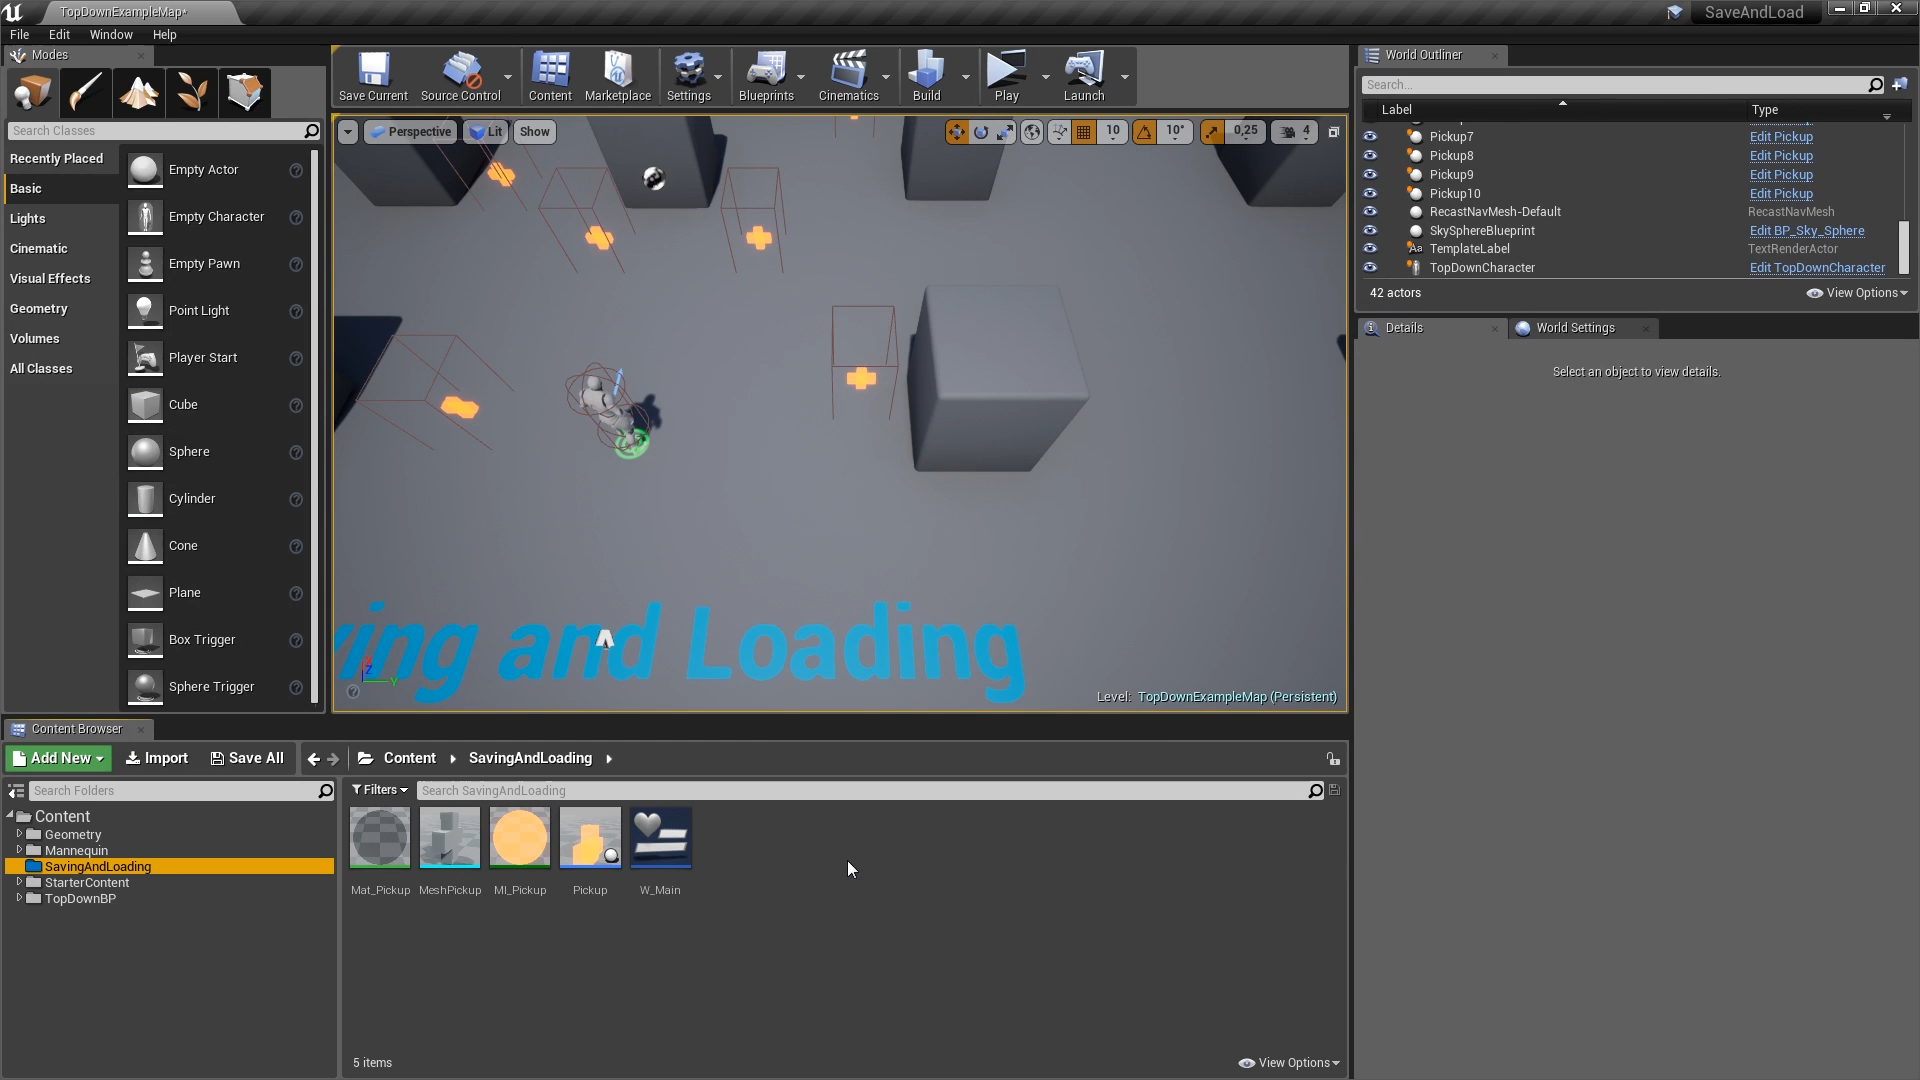 TopDownExampleMap*
SaveAndLoad
File Edit Window Help
Modes
Search Classes
Recently Placed
Basic
Lights
Cinematic
Visual Effects
Geometry
Volumes
All Classes
Empty Actor
Empty Character
Empty Pawn
Point Light
Player Start
Cube
Sphere
Cylinder
Cone
Plane
Box Trigger
Sphere Trigger
Save Current
Source Control
Content
Marketplace
Settings
Blueprints
Cinematics
Build
Play
Launch
Perspective
Lit
Show
10
10°
0,25
4
ving and Loading
Z
Y
Level: TopDownExampleMap (Persistent)
World Outliner
Search...
Label Type
Pickup7 Edit Pickup
Pickup8 Edit Pickup
Pickup9 Edit Pickup
Pickup10 Edit Pickup
RecastNavMesh-Default RecastNavMesh
SkySphereBlueprint Edit BP_Sky_Sphere
TemplateLabel TextRenderActor
TopDownCharacter Edit TopDownCharacter
42 actors
View Options
Details
World Settings
Select an object to view details.
Content Browser
Add New
Import
Save All
Content
SavingAndLoading
Search Folders
Content
Geometry
Mannequin
SavingAndLoading
StarterContent
TopDownBP
Filters
Search SavingAndLoading
Mat_Pickup
MeshPickup
MI_Pickup
Pickup
W_Main
5 items
View Options